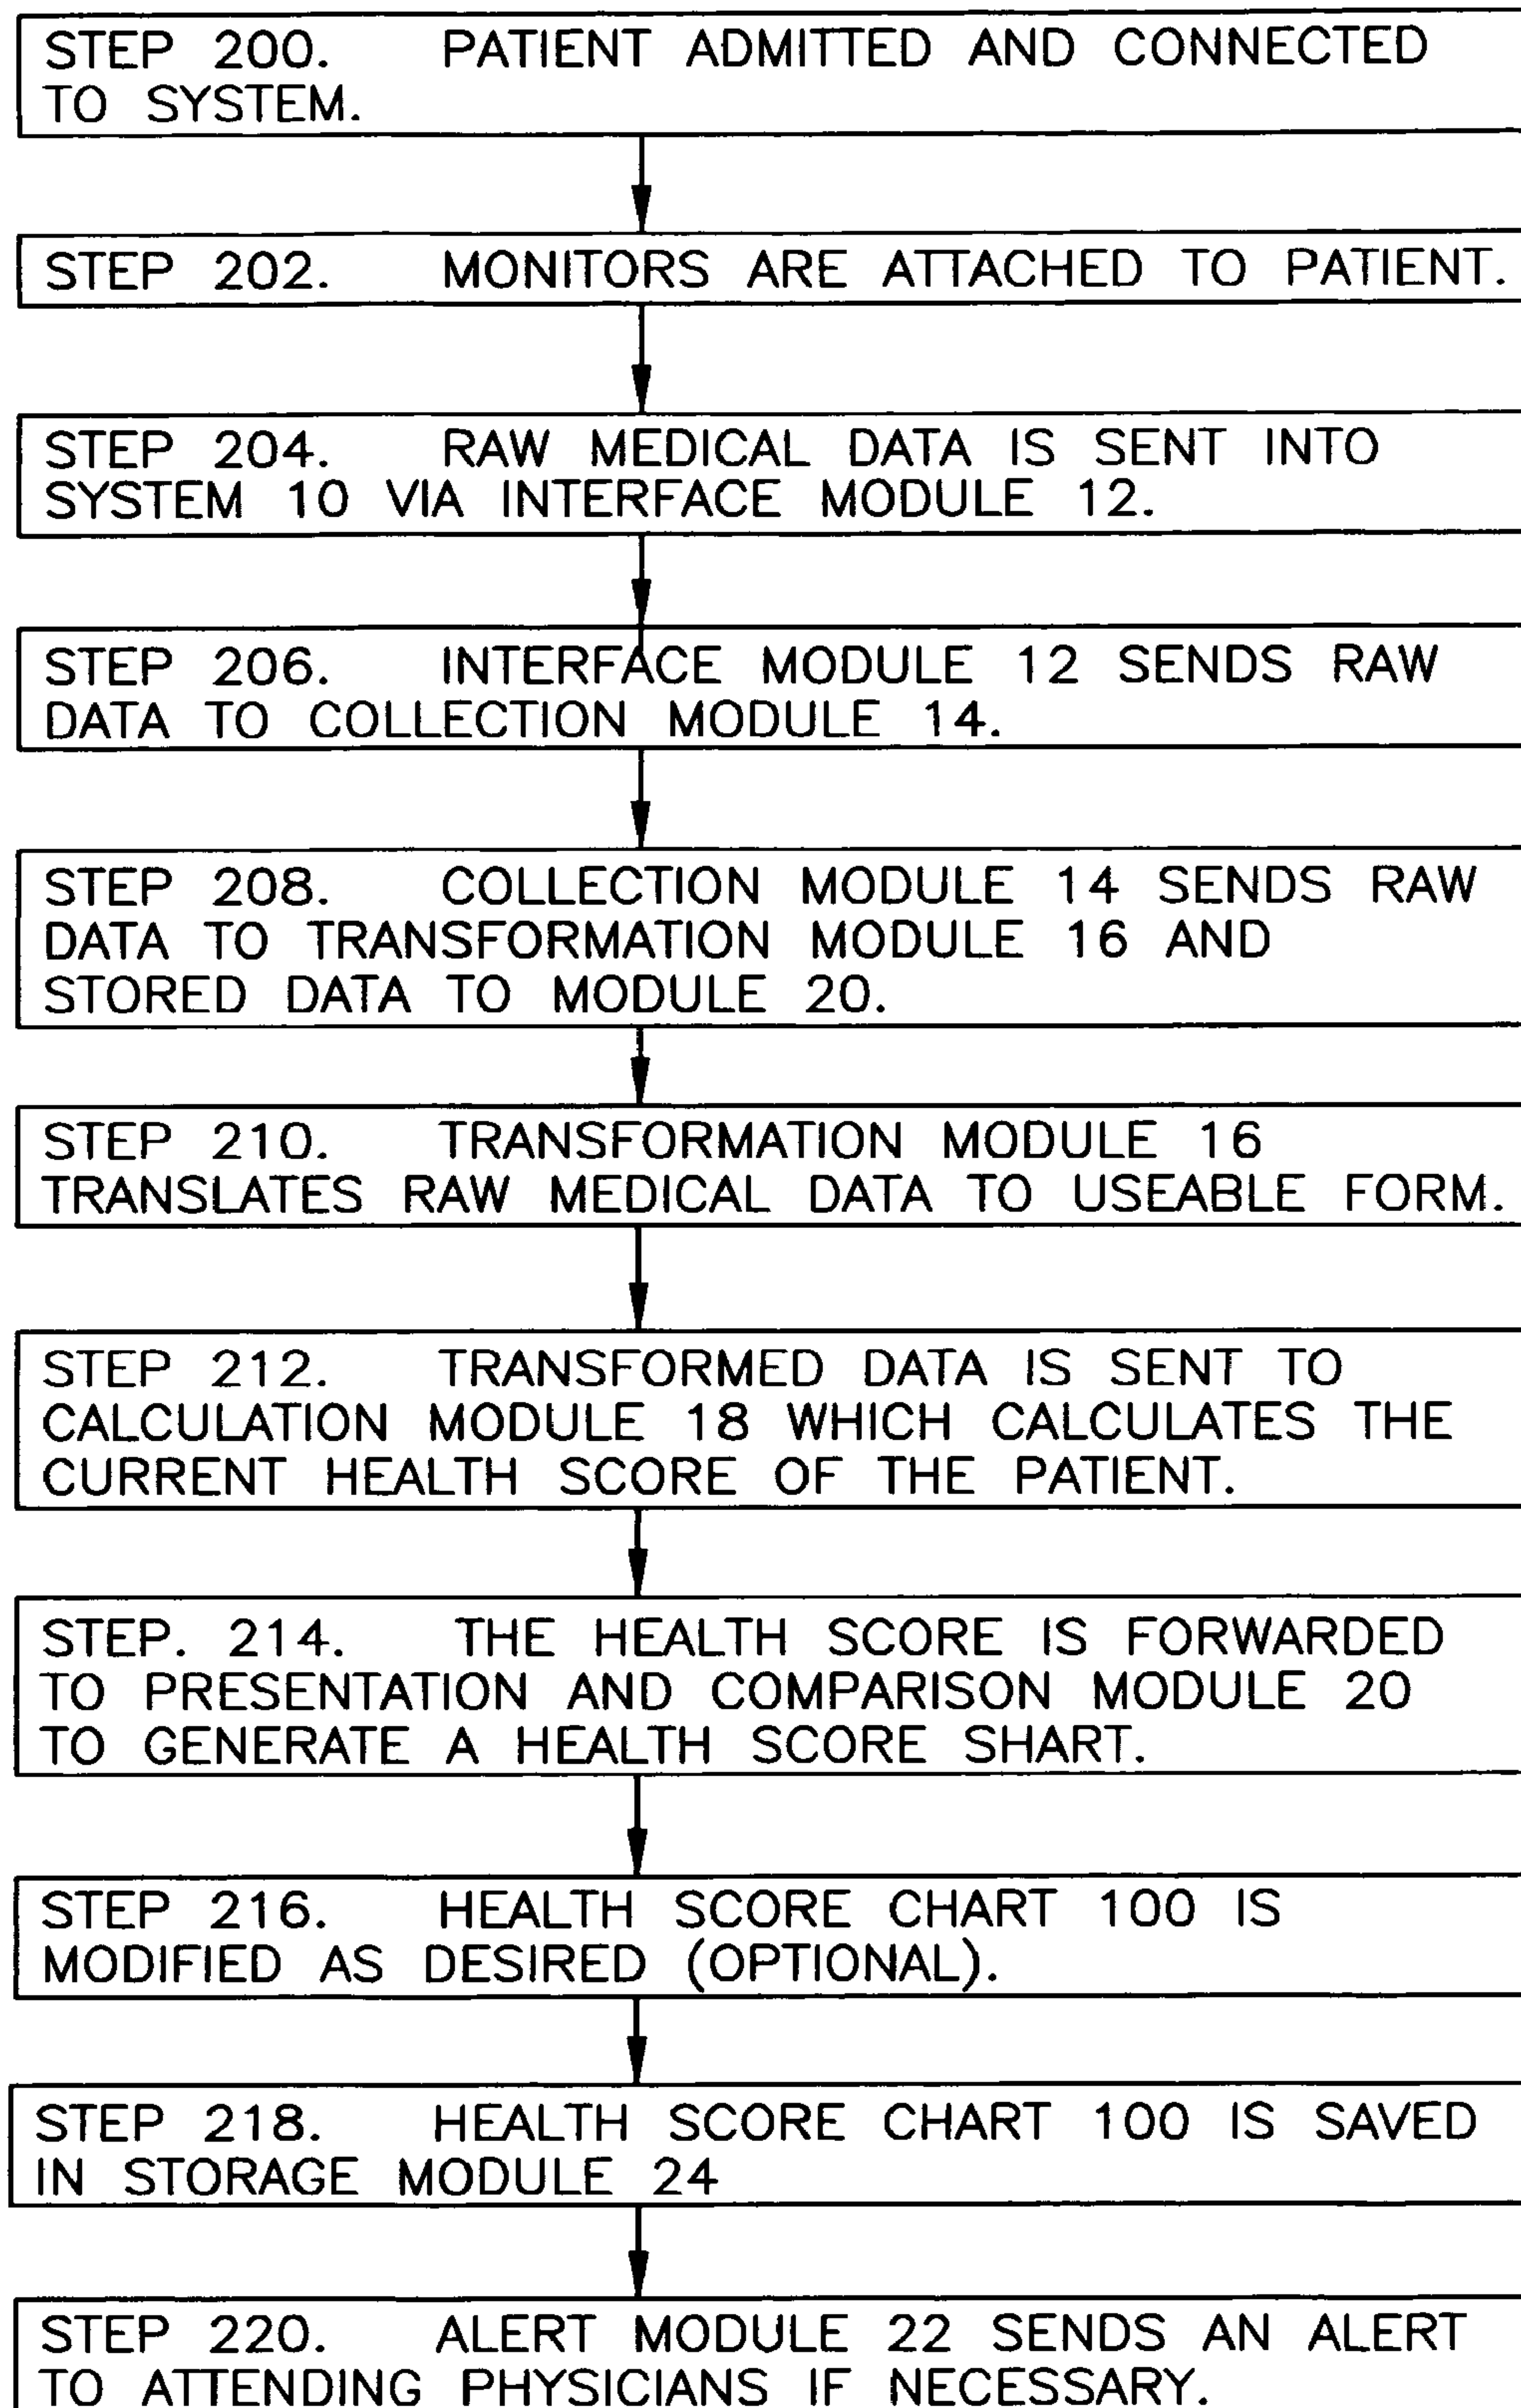 STEP 200. PATIENT ADMITTED AND CONNECTED
TO SYSTEM.
STEP 202. MONITORS ARE ATTACHED TO PATIENT.
STEP 204. RAW MEDICAL DATA IS SENT INTO
SYSTEM 10 VIA INTERFACE MODULE 12.
STEP 206. INTERFACE MODULE 12 SENDS RAW
DATA TO COLLECTION MODULE 14.
STEP 208. COLLECTION MODULE 14 SENDS RAW
DATA TO TRANSFORMATION MODULE 16 AND
STORED DATA TO MODULE 20.
STEP 210. TRANSFORMATION MODULE 16
TRANSLATES RAW MEDICAL DATA TO USEABLE FORM.
STEP 212. TRANSFORMED DATA IS SENT TO
CALCULATION MODULE 18 WHICH CALCULATES THE
CURRENT HEALTH SCORE OF THE PATIENT.
STEP. 214. THE HEALTH SCORE IS FORWARDED
TO PRESENTATION AND COMPARISON MODULE 20
TO GENERATE A HEALTH SCORE SHART.
STEP 216. HEALTH SCORE CHART 100 IS
MODIFIED AS DESIRED (OPTIONAL).
STEP 218. HEALTH SCORE CHART 100 IS SAVED
IN STORAGE MODULE 24
STEP 220. ALERT MODULE 22 SENDS AN ALERT
TO ATTENDING PHYSICIANS IF NECESSARY.